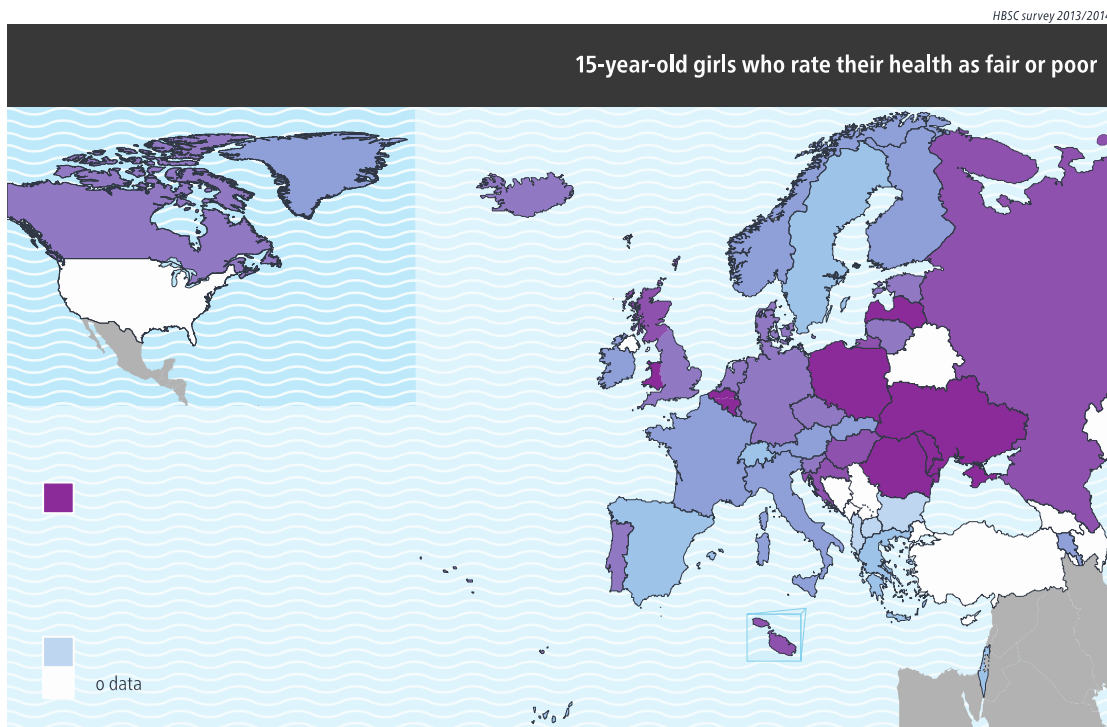 HBSC survey 2013/2014
15-year-old girls who rate their health as fair or poor
o data